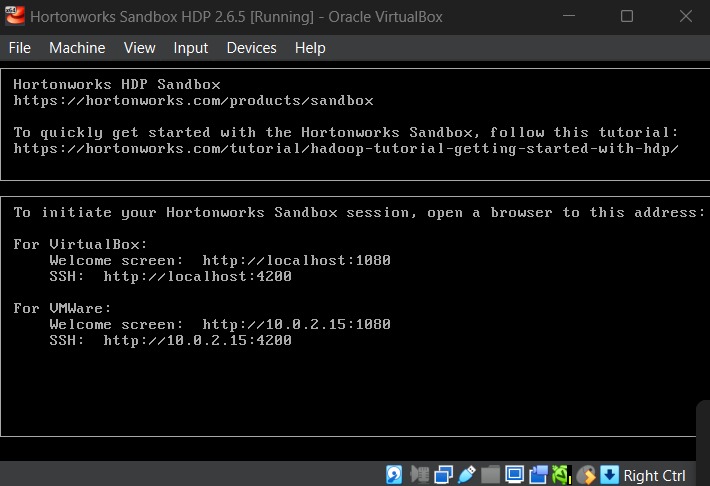 Hortonworks Sandbox HDP 2.6.5 [Running] - Oracle VirtualBox
File Machine View Input Devices Help
Hortonworks HDP Sandbox
https://hortonworks.com/products/sandbox
To quickly get started with the Hortonworks Sandbox, follow this tutorial:
https://hortonworks.com/tutorial/hadoop-tutorial-getting-started-with-hdp/
To initiate your Hortonworks Sandbox session, open a browser to this address:
For VirtualBox:
Welcome screen: http://localhost:1080
SSH: http://localhost:4200
For VMWare:
Welcome screen: http://10.0.2.15:1080
SSH: http://10.0.2.15:4200
Right Ctrl